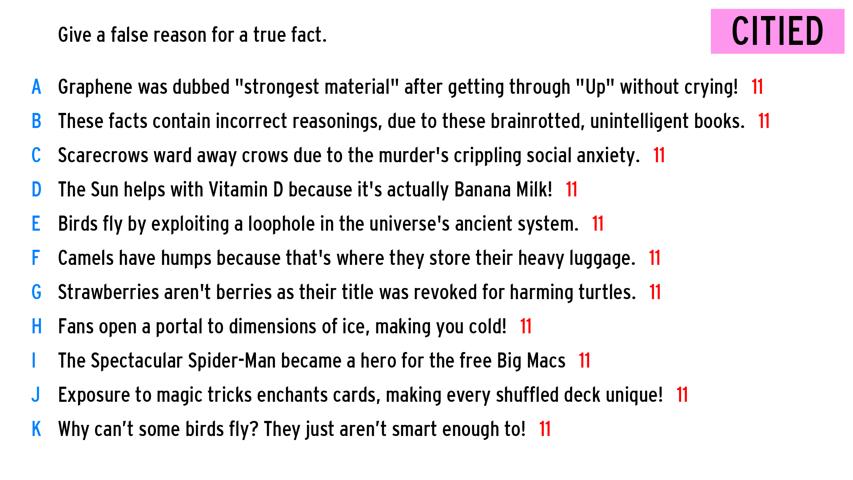 Give a false reason for a true fact.
CITIED
A Graphene was dubbed "strongest material" after getting through "Up" without crying! 11
B These facts contain incorrect reasonings, due to these brainrotted, unintelligent books. 11
C Scarecrows ward away crows due to the murder's crippling social anxiety. 11
D The Sun helps with Vitamin D because it's actually Banana Milk! 11
E Birds fly by exploiting a loophole in the universe's ancient system. 11
F Camels have humps because that's where they store their heavy luggage. 11
G Strawberries aren't berries as their title was revoked for harming turtles. 11
H Fans open a portal to dimensions of ice, making you cold! 11
I The Spectacular Spider-Man became a hero for the free Big Macs 11
J Exposure to magic tricks enchants cards, making every shuffled deck unique! 11
K Why can’t some birds fly? They just aren’t smart enough to! 11